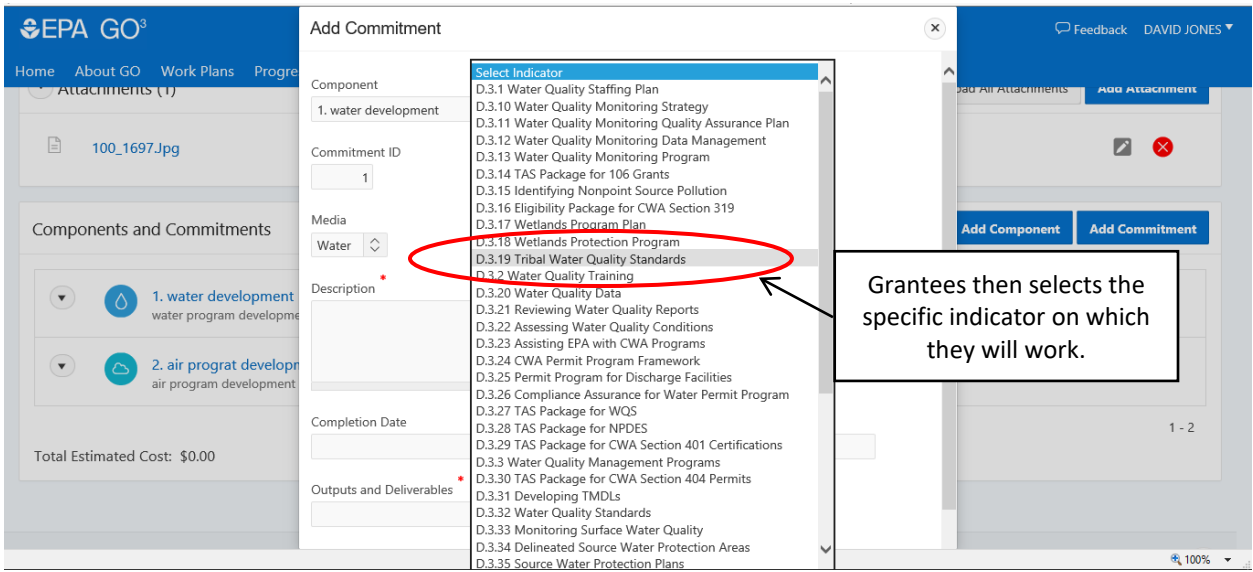 EPA GO³
Feedback DAVID JONES
Home About GO Work Plans Progre
Attachments (1)
oad All Attachments Add Attachment
100_1697.Jpg
Components and Commitments
Add Component Add Commitment
1. water development
water program developme
2. air prograt developn
air program development
1 - 2
Total Estimated Cost: $0.00
Add Commitment
Component
1. water development
Commitment ID
1
Media
Water
Description *
Completion Date
Outputs and Deliverables *
Select Indicator
D.3.1 Water Quality Staffing Plan
D.3.10 Water Quality Monitoring Strategy
D.3.11 Water Quality Monitoring Quality Assurance Plan
D.3.12 Water Quality Monitoring Data Management
D.3.13 Water Quality Monitoring Program
D.3.14 TAS Package for 106 Grants
D.3.15 Identifying Nonpoint Source Pollution
D.3.16 Eligibility Package for CWA Section 319
D.3.17 Wetlands Program Plan
D.3.18 Wetlands Protection Program
D.3.19 Tribal Water Quality Standards
D.3.2 Water Quality Training
D.3.20 Water Quality Data
D.3.21 Reviewing Water Quality Reports
D.3.22 Assessing Water Quality Conditions
D.3.23 Assisting EPA with CWA Programs
D.3.24 CWA Permit Program Framework
D.3.25 Permit Program for Discharge Facilities
D.3.26 Compliance Assurance for Water Permit Program
D.3.27 TAS Package for WQS
D.3.28 TAS Package for NPDES
D.3.29 TAS Package for CWA Section 401 Certifications
D.3.3 Water Quality Management Programs
D.3.30 TAS Package for CWA Section 404 Permits
D.3.31 Developing TMDLs
D.3.32 Water Quality Standards
D.3.33 Monitoring Surface Water Quality
D.3.34 Delineated Source Water Protection Areas
D.3.35 Source Water Protection Plans
Grantees then selects the
specific indicator on which
they will work.
100%